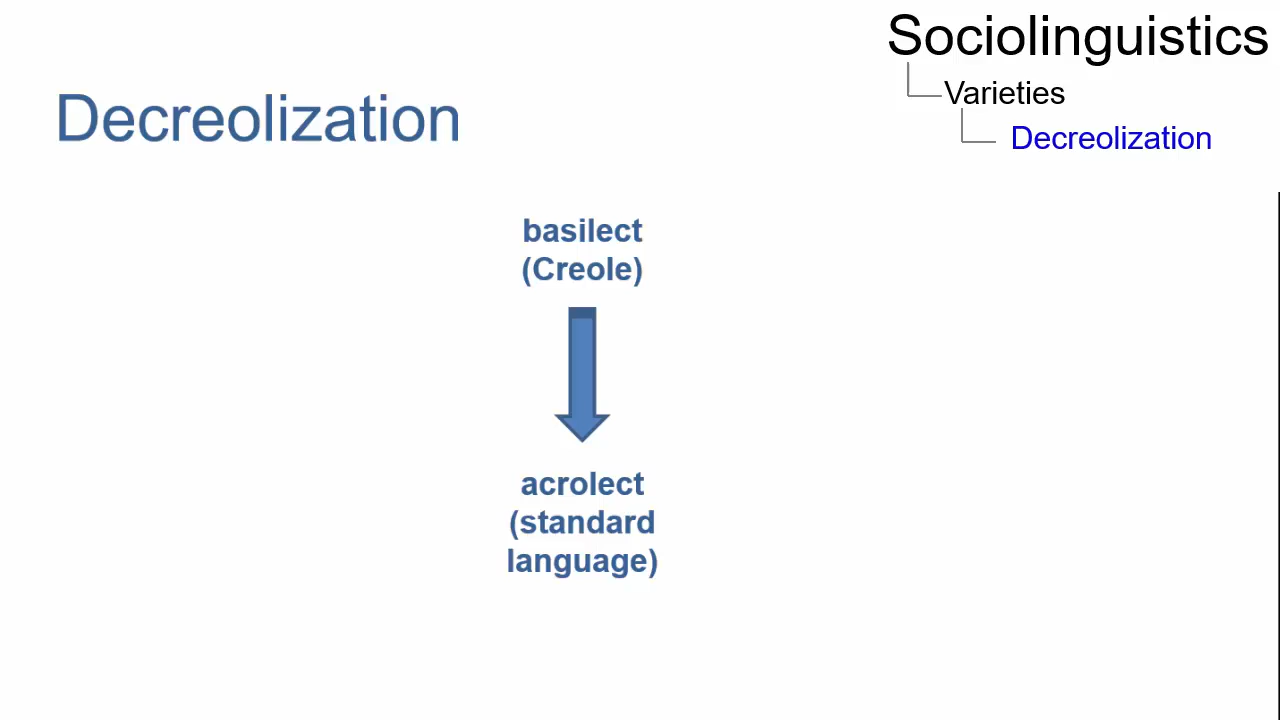 Sociolinguistics
Varieties
Decreolization
Decreolization
basilect
(Creole)
acrolect
(standard
language)